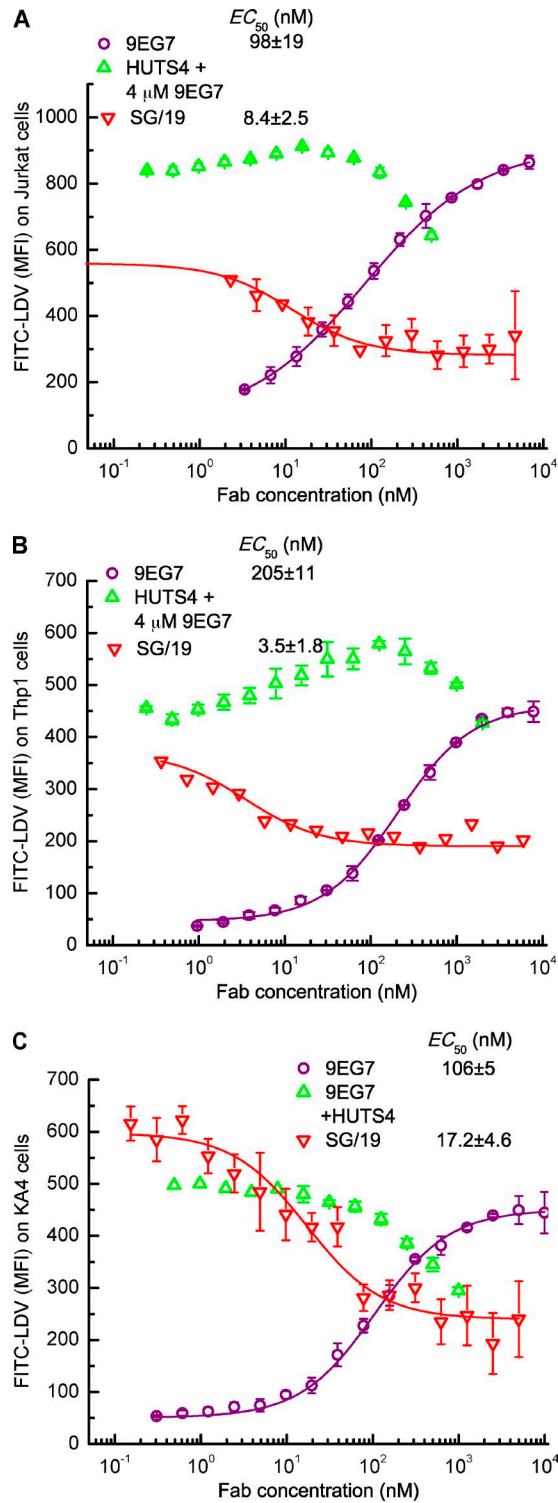 A
EC50 (nM)
9EG7 98±19
HUTS4 +
4 μM 9EG7
SG/19 8.4±2.5
FITC-LDV (MFI) on Jurkat cells
1000
800
600
400
200
0
10-1 100 101 102 103 104
Fab concentration (nM)
B
EC50 (nM)
9EG7 205±11
HUTS4 +
4 μM 9EG7
SG/19 3.5±1.8
FITC-LDV (MFI) on Thp1 cells
700
600
500
400
300
200
100
0
10-1 100 101 102 103 104
Fab concentration (nM)
C
EC50 (nM)
9EG7 106±5
9EG7
+HUTS4
SG/19 17.2±4.6
FITC-LDV (MFI) on KA4 cells
700
600
500
400
300
200
100
0
10-1 100 101 102 103 104
Fab concentration (nM)